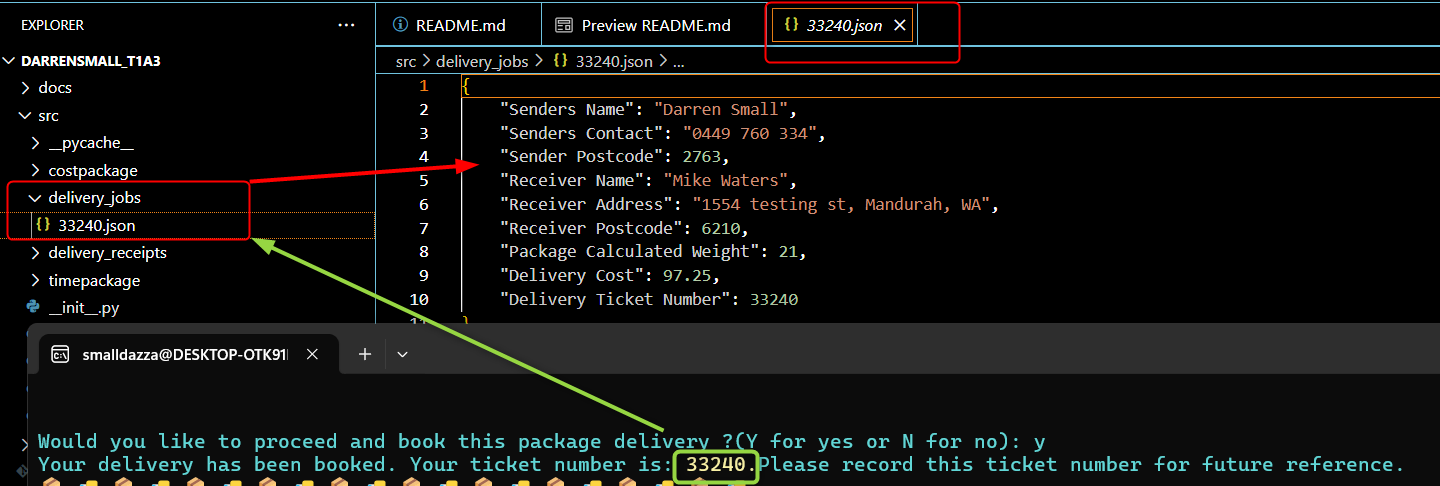 EXPLORER
...
README.md
Preview README.md
{} 33240.json
DARRENSMALL_T1A3
src > delivery_jobs > {} 33240.json > ...
docs
src
__pycache__
costpackage
delivery_jobs
{} 33240.json
delivery_receipts
timepackage
__init__.py
1 {
2 "Senders Name": "Darren Small",
3 "Senders Contact": "0449 760 334",
4 "Sender Postcode": 2763,
5 "Receiver Name": "Mike Waters",
6 "Receiver Address": "1554 testing st, Mandurah, WA",
7 "Receiver Postcode": 6210,
8 "Package Calculated Weight": 21,
9 "Delivery Cost": 97.25,
10 "Delivery Ticket Number": 33240
11 }
smalldazza@DESKTOP-OTK91
Would you like to proceed and book this package delivery ?(Y for yes or N for no): y
Your delivery has been booked. Your ticket number is: 33240.Please record this ticket number for future reference.